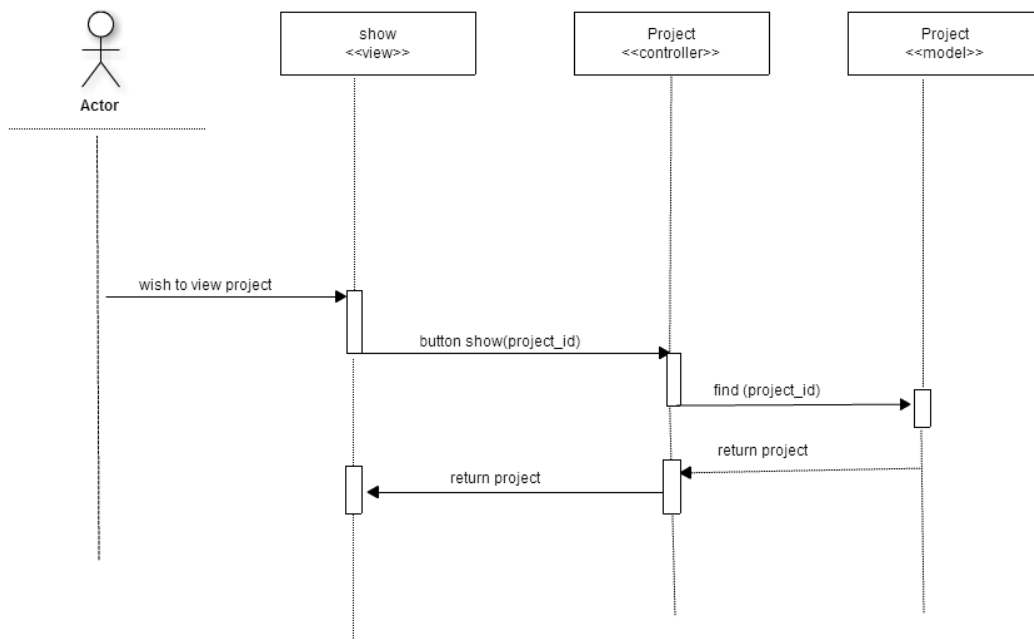 show
<<view>>
Project
<<controller>>
Project
<<model>>
Actor
wish to view project
button show(project_id)
find (project_id)
return project
return project